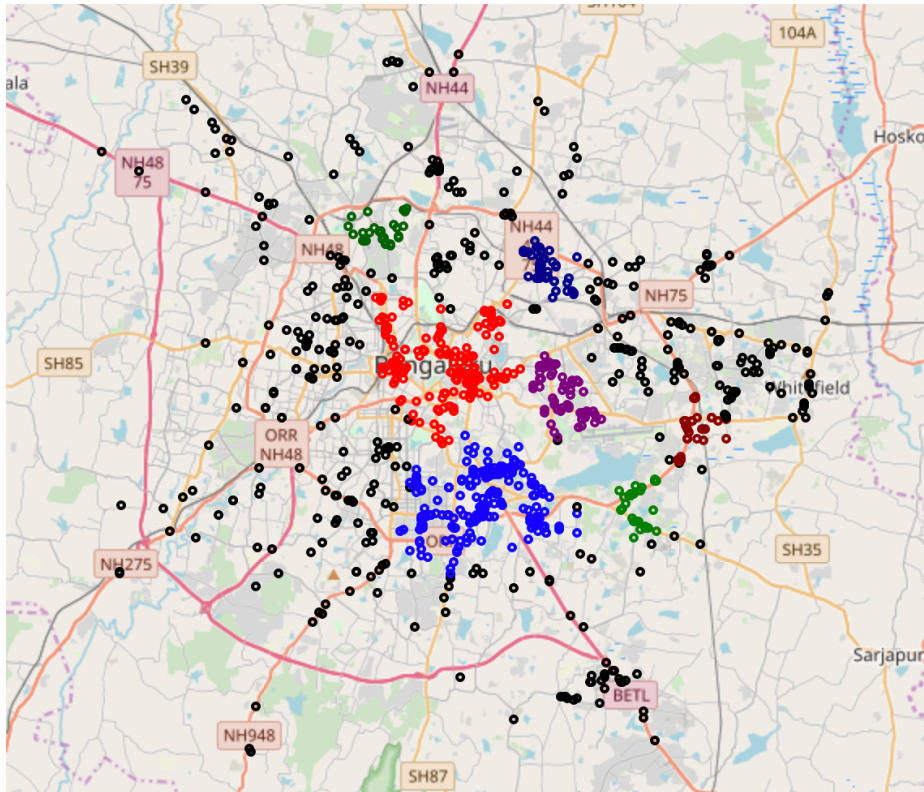 SH104
104A
SH39
ala
NH44
Hosko
NH48
75
NH44
NH48
NH75
SH85
Bengaluru
Whitefield
ORR
NH48
NH275
SH35
Sarjapur
BETL
NH948
SH87